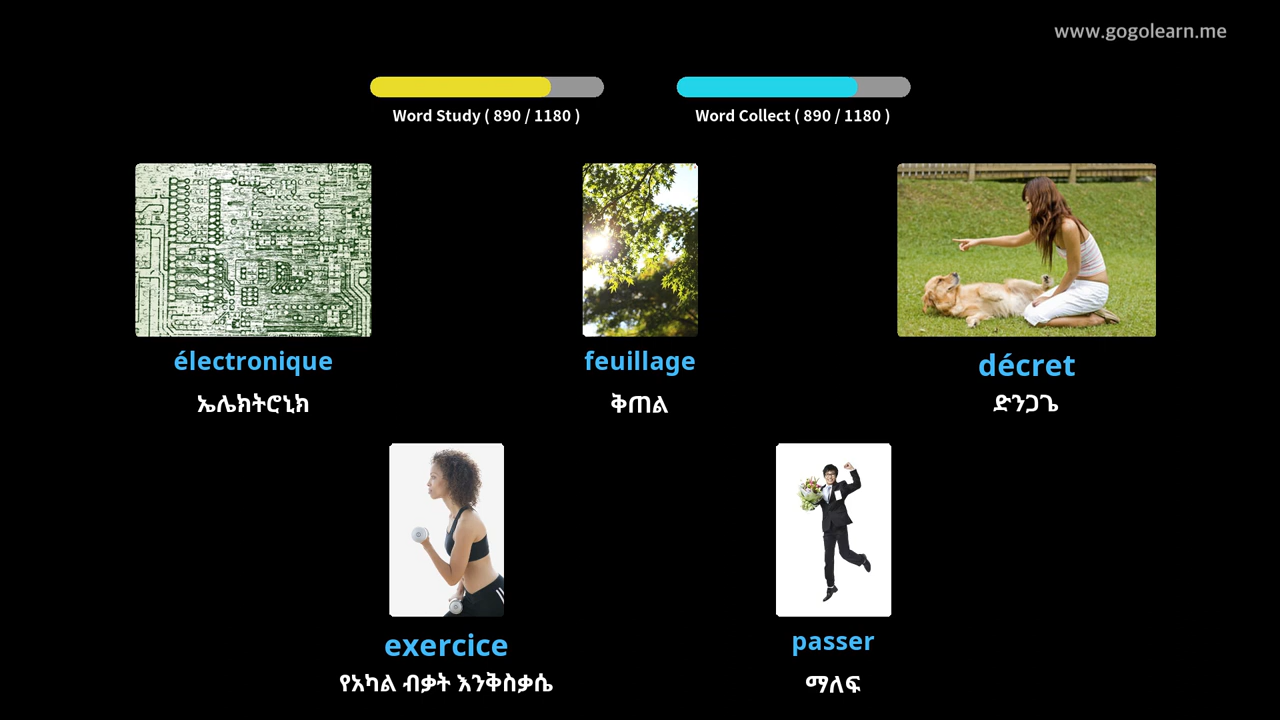 www.gogolearn.me
Word Study ( 890 / 1180 )
Word Collect ( 890 / 1180 )
électronique
feuillage
décret
ኤሌክትሮኒክ
ቅጠል
ድንጋጌ
exercice
passer
የአካል ብቃት እንቅስቃሴ
ማለፍ